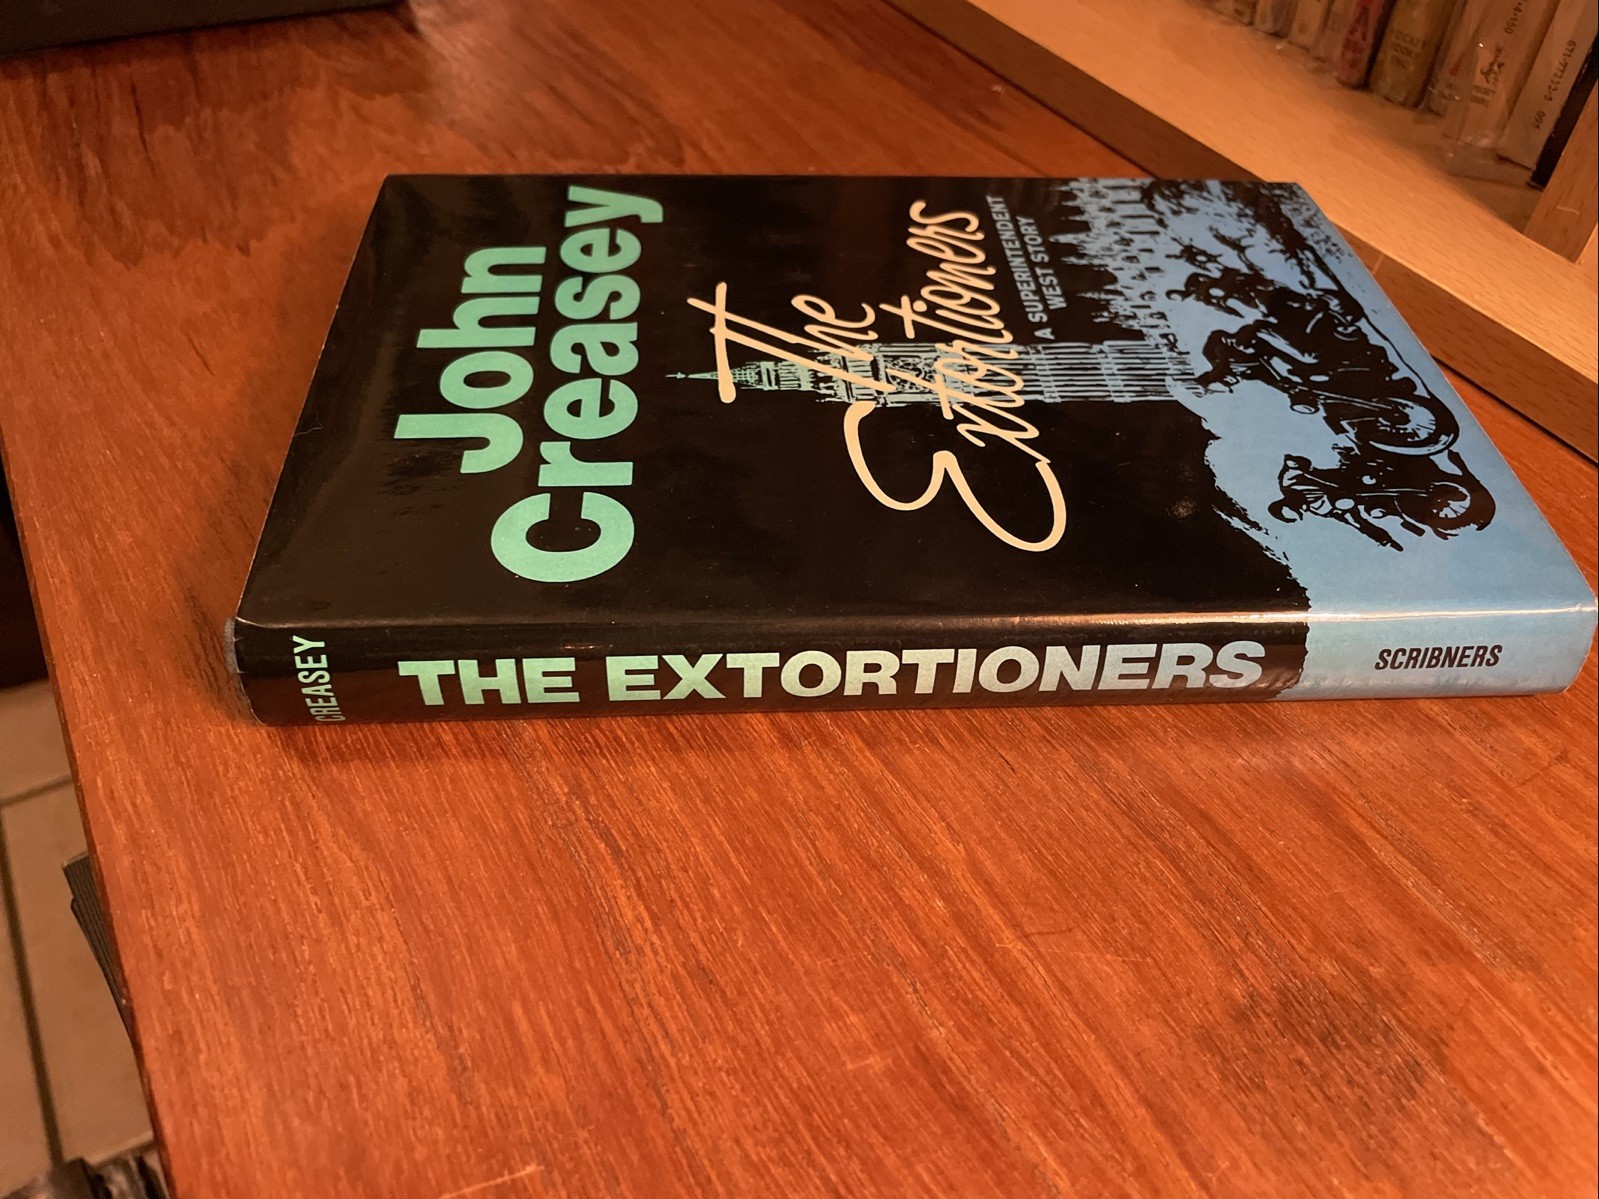 John
Creasey
The
Extortioners
A SUPERINTENDENT
WEST STORY
CREASEY
THE EXTORTIONERS
SCRIBNERS